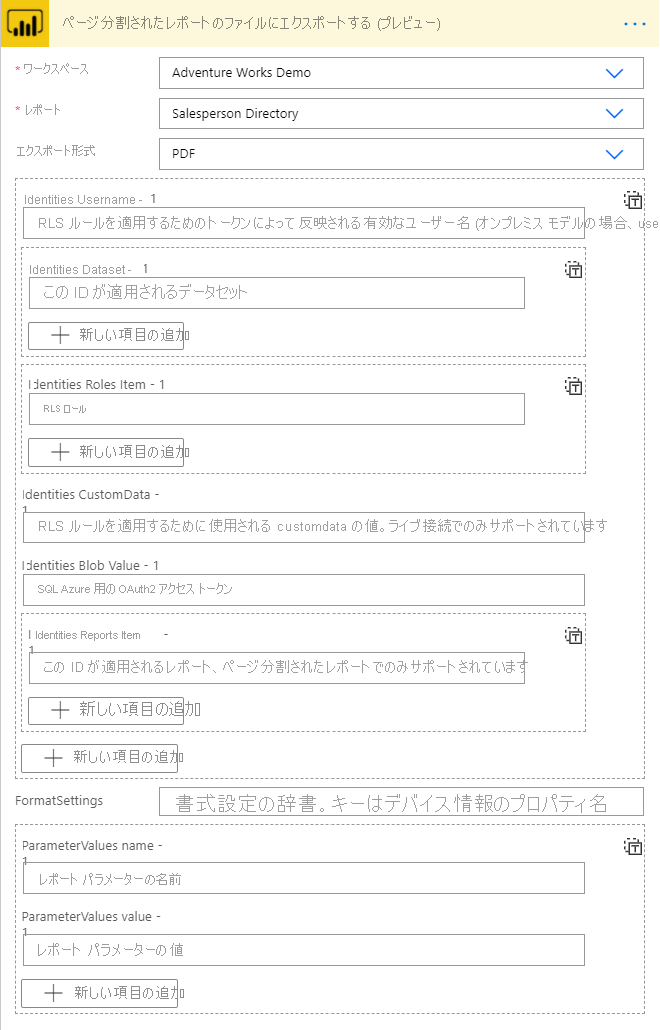 ページ分割されたレポートのファイルにエクスポートする (プレビュー)
* ワークスペース
Adventure Works Demo
* レポート
Salesperson Directory
エクスポート形式
PDF
Identities Username - 1
RLS ルールを適用するためのトークンによって 反映される有効なユーザー名 (オンプレミス モデルの場合、use
Identities Dataset - 1
この ID が適用されるデータセット
新しい項目の追加
Identities Roles Item - 1
RLS ロール
新しい項目の追加
Identities CustomData -
1
RLS ルールを適用するために使用される customdata の値。ライブ接続でのみサポートされています
Identities Blob Value - 1
SQL Azure 用の OAuth2 アクセス トークン
Identities Reports Item -
1
この ID が適用されるレポート、ページ分割されたレポートでのみサポートされています
新しい項目の追加
新しい項目の追加
FormatSettings
書式設定の辞書。キーはデバイス情報のプロパティ名
ParameterValues name -
1
レポート パラメーターの名前
ParameterValues value -
1
レポート パラメーターの値
新しい項目の追加